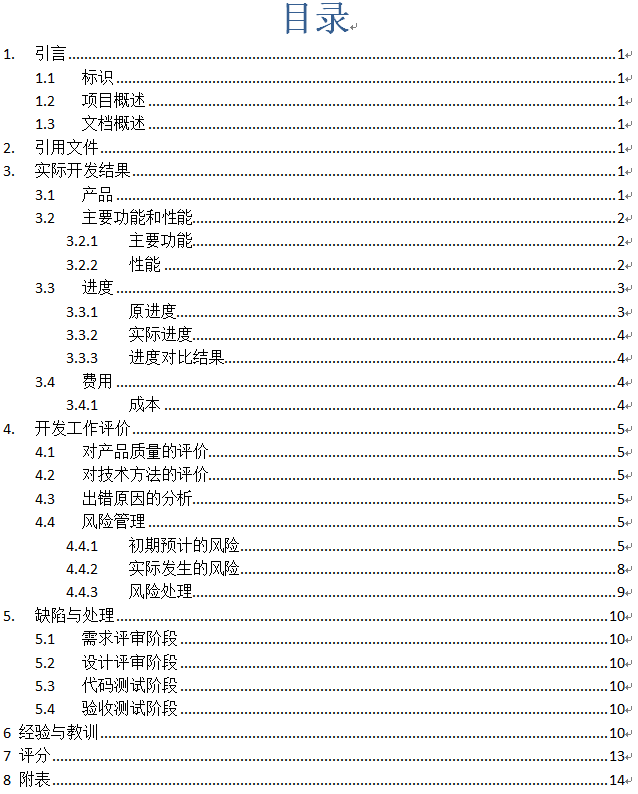 目录
1. 引言 1
1.1 标识 1
1.2 项目概述 1
1.3 文档概述 1
2. 引用文件 1
3. 实际开发结果 1
3.1 产品 1
3.2 主要功能和性能 2
3.2.1 主要功能 2
3.2.2 性能 2
3.3 进度 3
3.3.1 原进度 3
3.3.2 实际进度 4
3.3.3 进度对比结果 4
3.4 费用 4
3.4.1 成本 4
4. 开发工作评价 5
4.1 对产品质量的评价 5
4.2 对技术方法的评价 5
4.3 出错原因的分析 5
4.4 风险管理 5
4.4.1 初期预计的风险 5
4.4.2 实际发生的风险 8
4.4.3 风险处理 9
5. 缺陷与处理 10
5.1 需求评审阶段 10
5.2 设计评审阶段 10
5.3 代码测试阶段 10
5.4 验收测试阶段 10
6 经验与教训 10
7 评分 13
8 附表 14